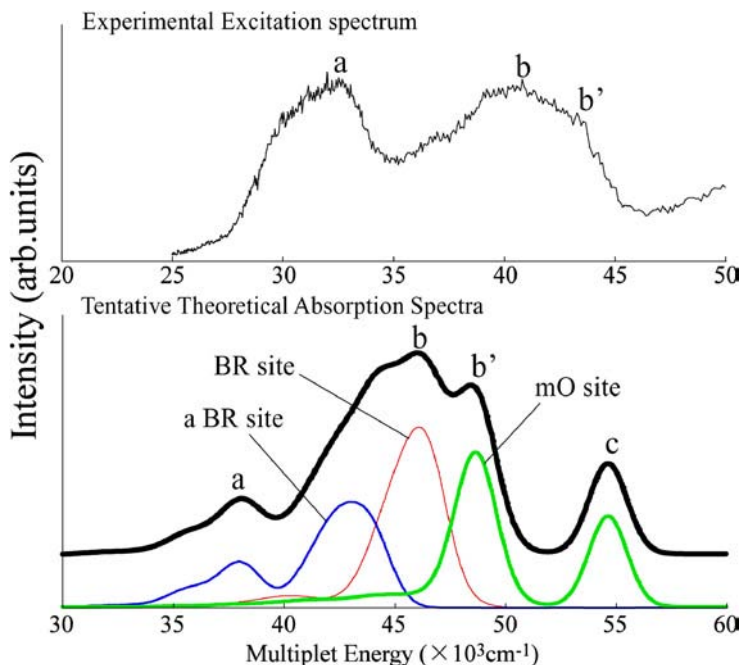 Experimental Excitation spectrum
a
b
b’
20 25 30 35 40 45 50
Intensity (arb.units)
Tentative Theoretical Absorption Spectra
b
b’
BR site
mO site
a BR site
a
c
30 35 40 45 50 55 60
Multiplet Energy (×10³cm⁻¹)